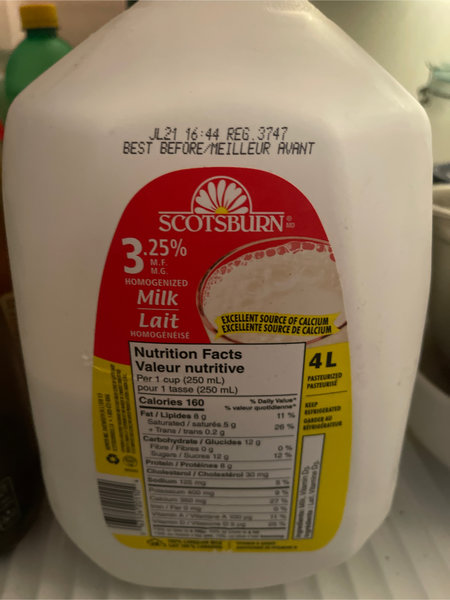 JL21 16:44 REG.3747
BEST BEFORE/MEILLEUR AVANT
SCOTSBURN
MD
3.25%
M.F.
M.G.
HOMOGENIZED
Milk
Lait
HOMOGÉNÉISÉ
EXCELLENT SOURCE OF CALCIUM
EXCELLENTE SOURCE DE CALCIUM
4L
PASTEURIZED
PASTEURISÉ
KEEP
REFRIGERATED
GARDER AU
RÉFRIGÉRATEUR
Nutrition Facts
Valeur nutritive
Per 1 cup (250 mL)
pour 1 tasse (250 mL)
Calories 160
% Daily Value*
% valeur quotidienne*
Fat / Lipides 8 g 11 %
Saturated / saturés 5 g
+ Trans / trans 0.2 g 26 %
Carbohydrate / Glucides 12 g
Fibre / Fibres 0 g 0 %
Sugars / Sucres 12 g 12 %
Protein / Protéines 8 g
Cholesterol / Cholestérol 30 mg
Sodium mg 5 %
Potassium 400 mg 9 %
Calcium mg %
Iron / Fer 0 mg 0 %
Vitamin A / Vitamine A
Vitamin D / Vitamine D